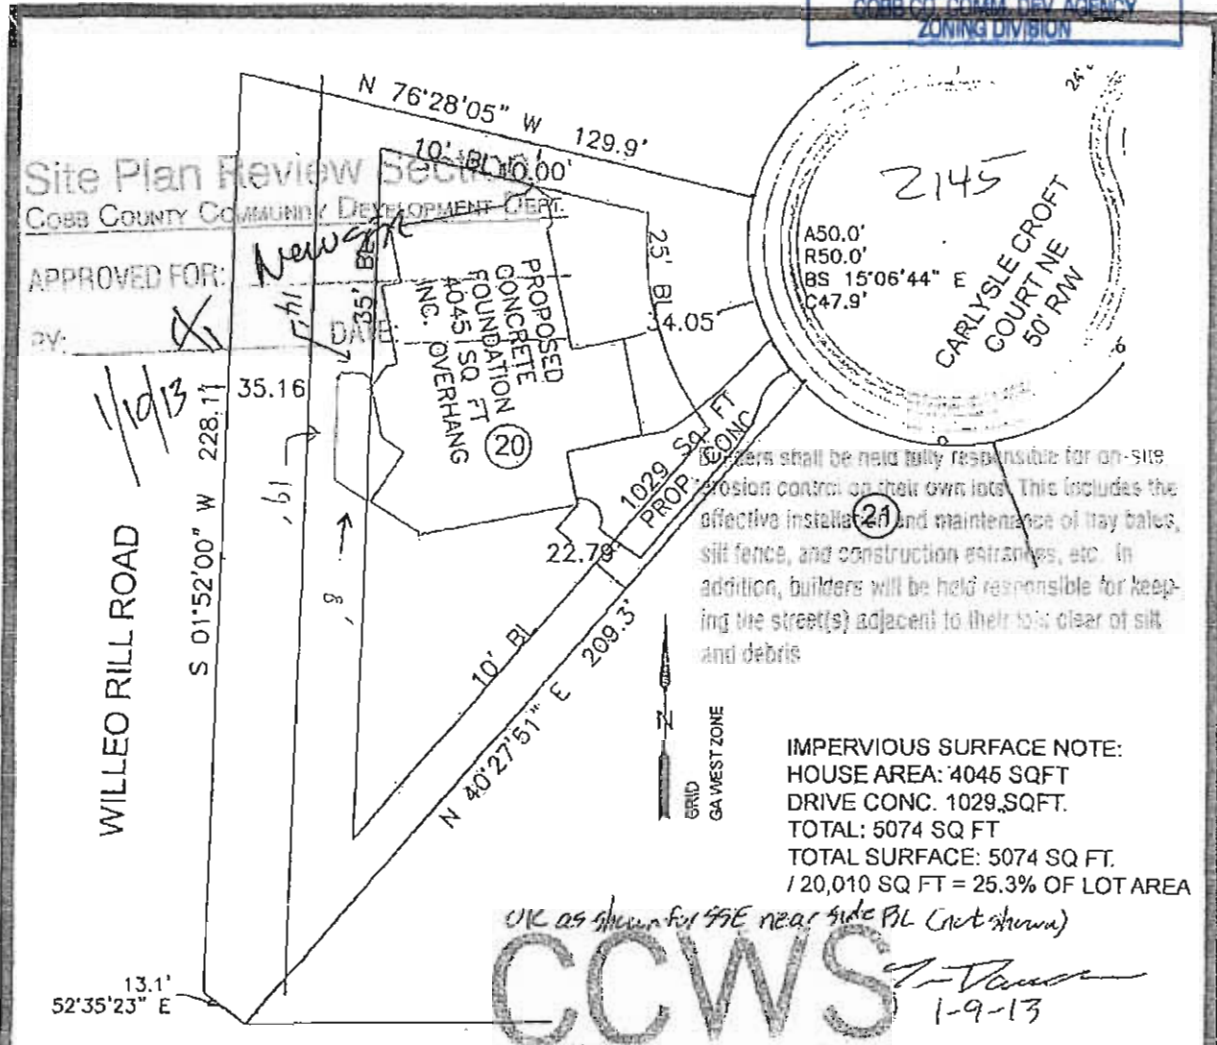 COBB CO. COMM. DEV. AGENCY
ZONING DIVISION
N 76°28'05" W 129.9'
24'
10' BL
10.00'
Site Plan Review Section
COBB COUNTY COMMUNITY DEVELOPMENT DEPT.
2145
APPROVED FOR:
35' BL
25' BL
A50.0'
R50.0'
BS 15°06'44" E
C47.9'
CARLYSLE CROFT
COURT NE
50' R/W
14'
BY:
DATE:
34.05'
PROPOSED
CONCRETE
FOUNDATION
4045 SQ FT
INC. OVERHANG
20
1/10/13
35.16
S 01°52'00" W 228.11
19'
8'
WILLEO RILL ROAD
1029 SQ FT
PROP. CONC
22.79'
Builders shall be held fully responsible for on-site
erosion control on their own lots. This includes the
effective installation and maintenance of hay bales,
silt fence, and construction entrances, etc. In
addition, builders will be held responsible for keep-
ing the street(s) adjacent to their lots clear of silt
and debris
21
10' BL
N 40°27'51" E 209.3'
N
GRID
GA WEST ZONE
IMPERVIOUS SURFACE NOTE:
HOUSE AREA: 4045 SQFT
DRIVE CONC. 1029 SQFT.
TOTAL: 5074 SQ FT
TOTAL SURFACE: 5074 SQ FT.
/ 20,010 SQ FT = 25.3% OF LOT AREA
OK as shown for SSE near side BL (not shown)
CCWS
1-9-13
13.1'
52°35'23" E